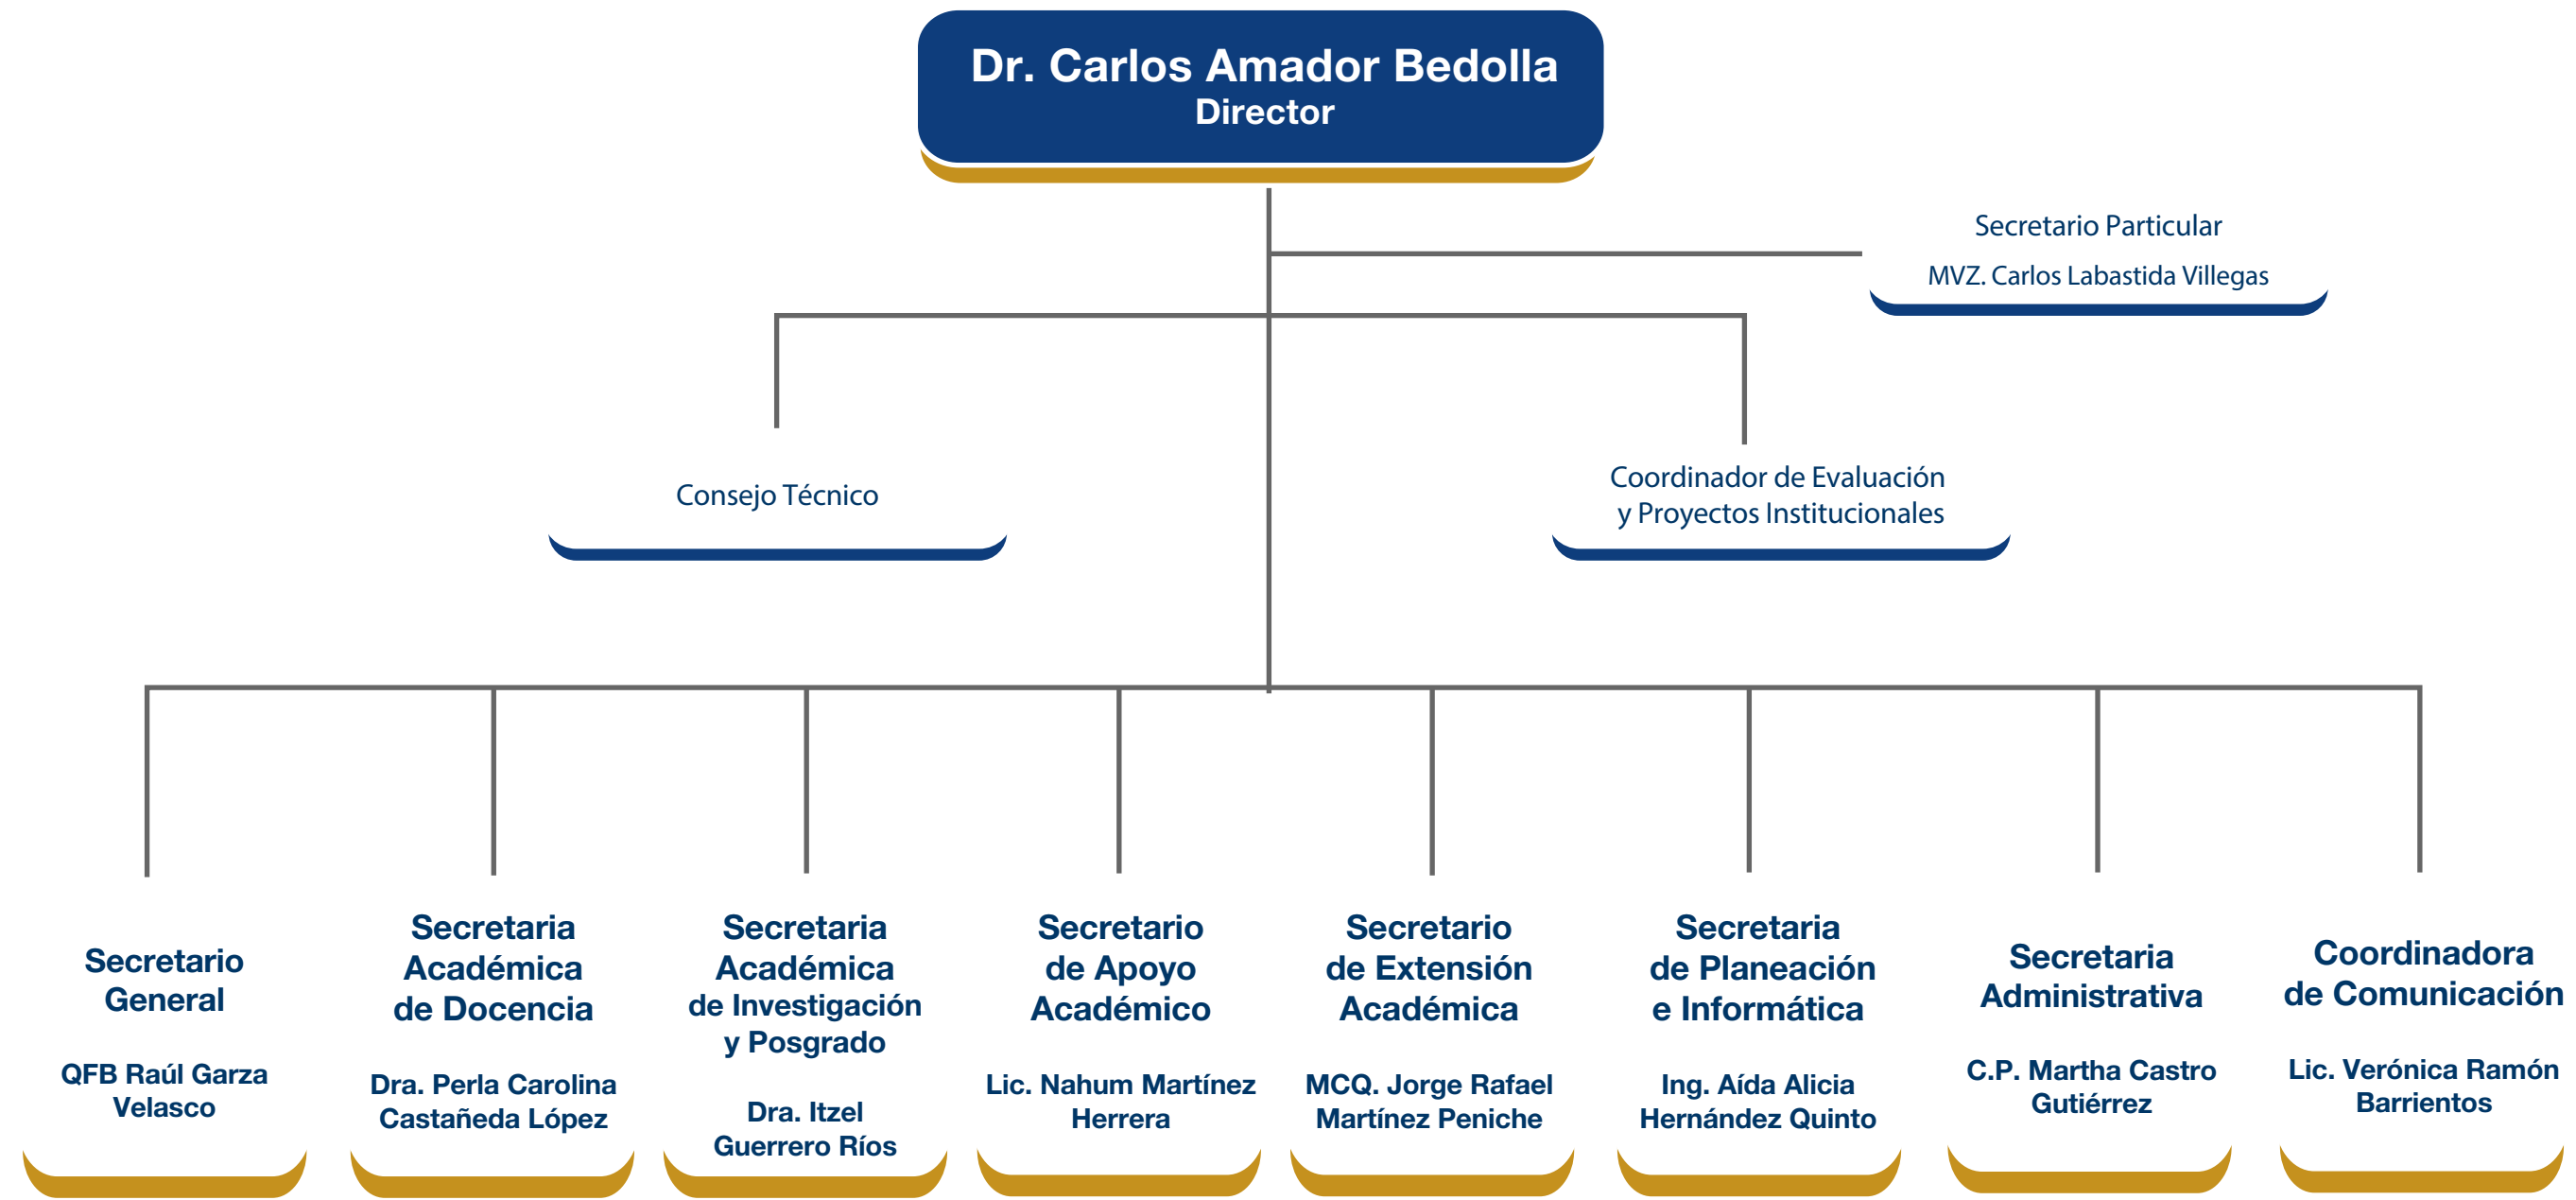 Dr. Carlos Amador Bedolla
Director
Secretario Particular
MVZ. Carlos Labastida Villegas
Consejo Técnico
Coordinador de Evaluación
y Proyectos Institucionales
Secretario
General
QFB Raúl Garza
Velasco
Secretaria
Académica
de Docencia
Dra. Perla Carolina
Castañeda López
Secretaria
Académica
de Investigación
y Posgrado
Dra. Itzel
Guerrero Ríos
Secretario
de Apoyo
Académico
Lic. Nahum Martínez
Herrera
Secretario
de Extensión
Académica
MCQ. Jorge Rafael
Martínez Peniche
Secretaria
de Planeación
e Informática
Ing. Aída Alicia
Hernández Quinto
Secretaria
Administrativa
C.P. Martha Castro
Gutiérrez
Coordinadora
de Comunicación
Lic. Verónica Ramón
Barrientos